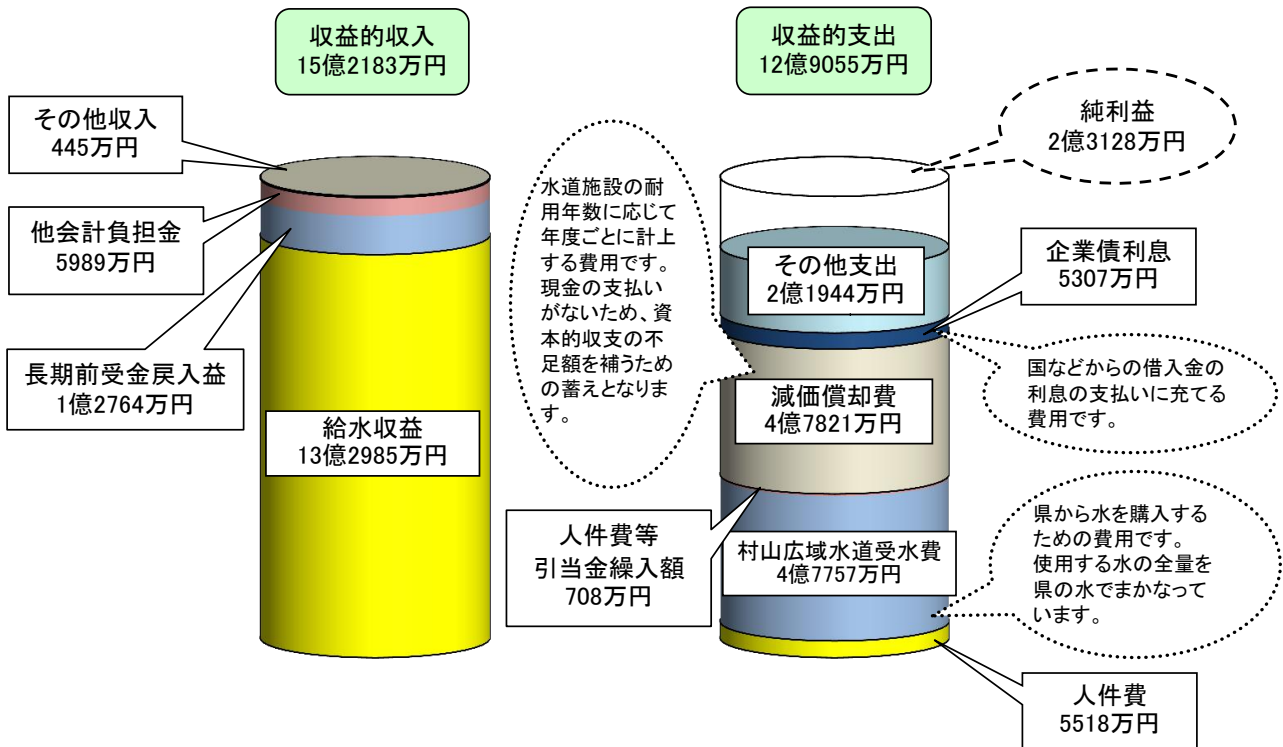 収益的収入
15億2183万円
収益的支出
12億9055万円
その他収入
445万円
他会計負担金
5989万円
長期前受金戻入益
1億2764万円
給水収益
13億2985万円
水道施設の耐
用年数に応じて
年度ごとに計上
する費用です。
現金の支払い
がないため、資
本的収支の不
足額を補うため
の蓄えとなりま
す。
純利益
2億3128万円
その他支出
2億1944万円
企業債利息
5307万円
国などからの借入金の
利息の支払いに充てる
費用です。
減価償却費
4億7821万円
人件費等
引当金繰入額
708万円
村山広域水道受水費
4億7757万円
県から水を購入する
ための費用です。
使用する水の全量を
県の水でまかなって
います。
人件費
5518万円